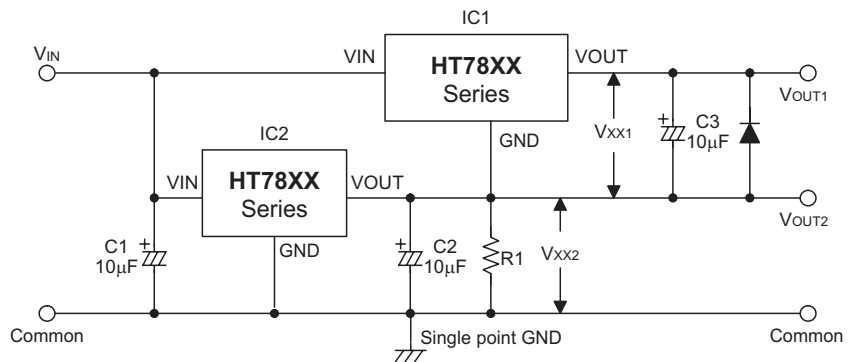 IC1
VIN
VIN
HT78XX
Series
VOUT
VOUT1
GND
VXX1
C3
10µF
+
IC2
VIN
HT78XX
Series
VOUT
GND
VOUT2
C1
10µF
+
C2
10µF
+
R1
VXX2
Common
Single point GND
Common